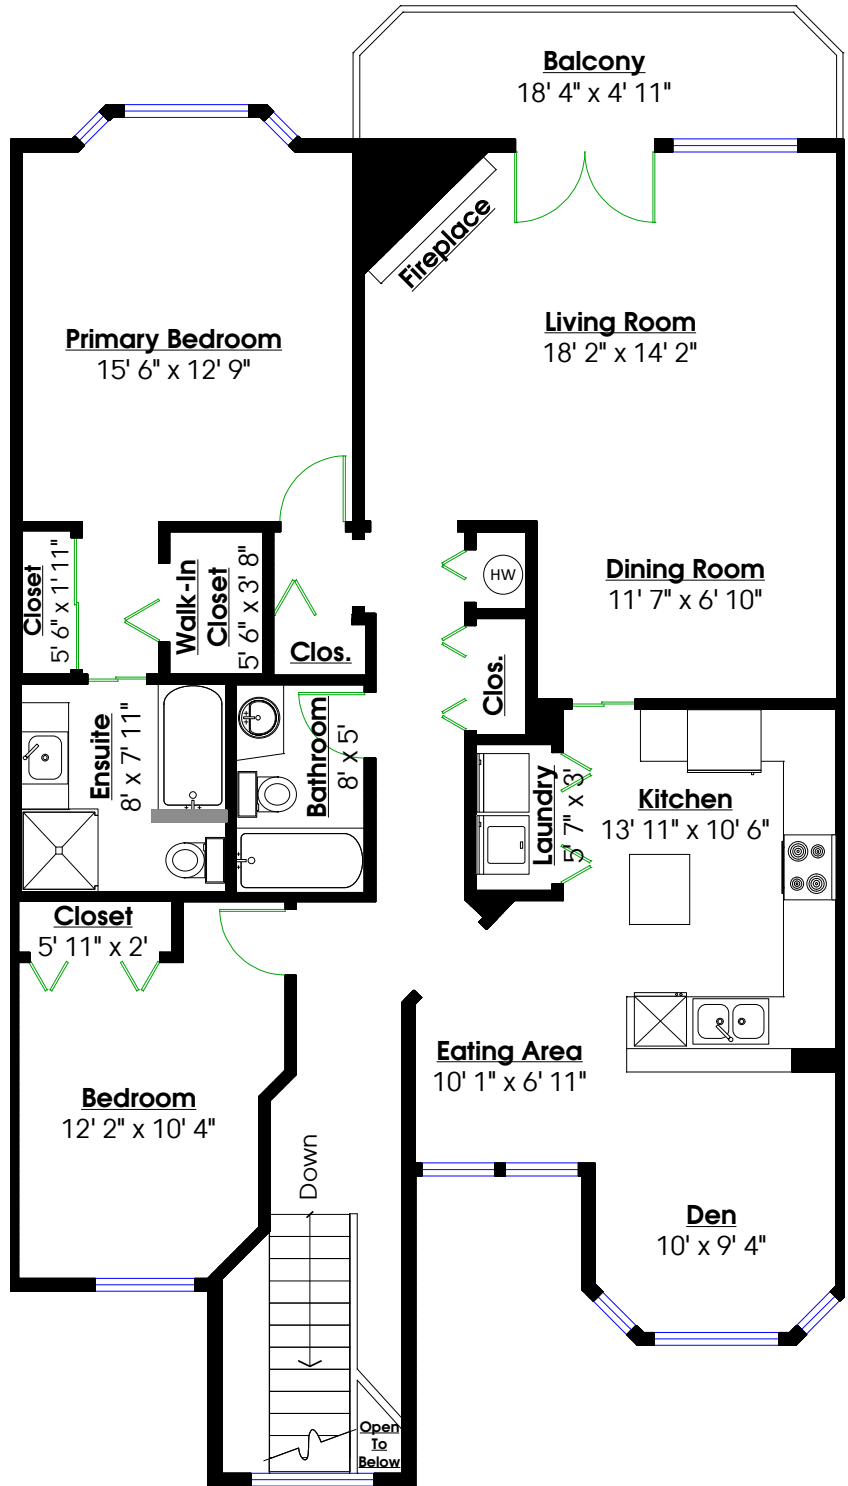 Balcony
18' 4" x 4' 11"
Fireplace
Living Room
18' 2" x 14' 2"
Primary Bedroom
15' 6" x 12' 9"
Closet
5' 6" x 1' 11"
Walk-In
Closet
5' 6" x 3' 8"
Clos.
HW
Dining Room
11' 7" x 6' 10"
Clos.
Ensuite
8' x 7' 11"
Bathroom
8' x 5'
Laundry
5' 7" x 3'
Kitchen
13' 11" x 10' 6"
Closet
5' 11" x 2'
Eating Area
10' 1" x 6' 11"
Bedroom
12' 2" x 10' 4"
Down
Den
10' x 9' 4"
Open
To
Below